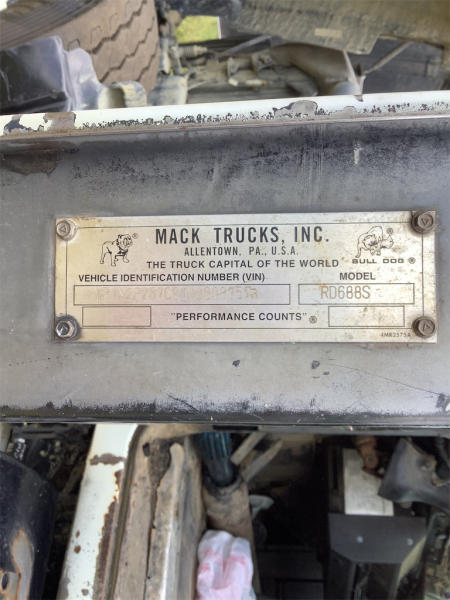 MACK TRUCKS, INC.
ALLENTOWN, PA., U.S.A.
THE TRUCK CAPITAL OF THE WORLD
BULL DOG ®
VEHICLE IDENTIFICATION NUMBER (VIN)
MODEL
RD688S
"PERFORMANCE COUNTS"®
4MR2575A